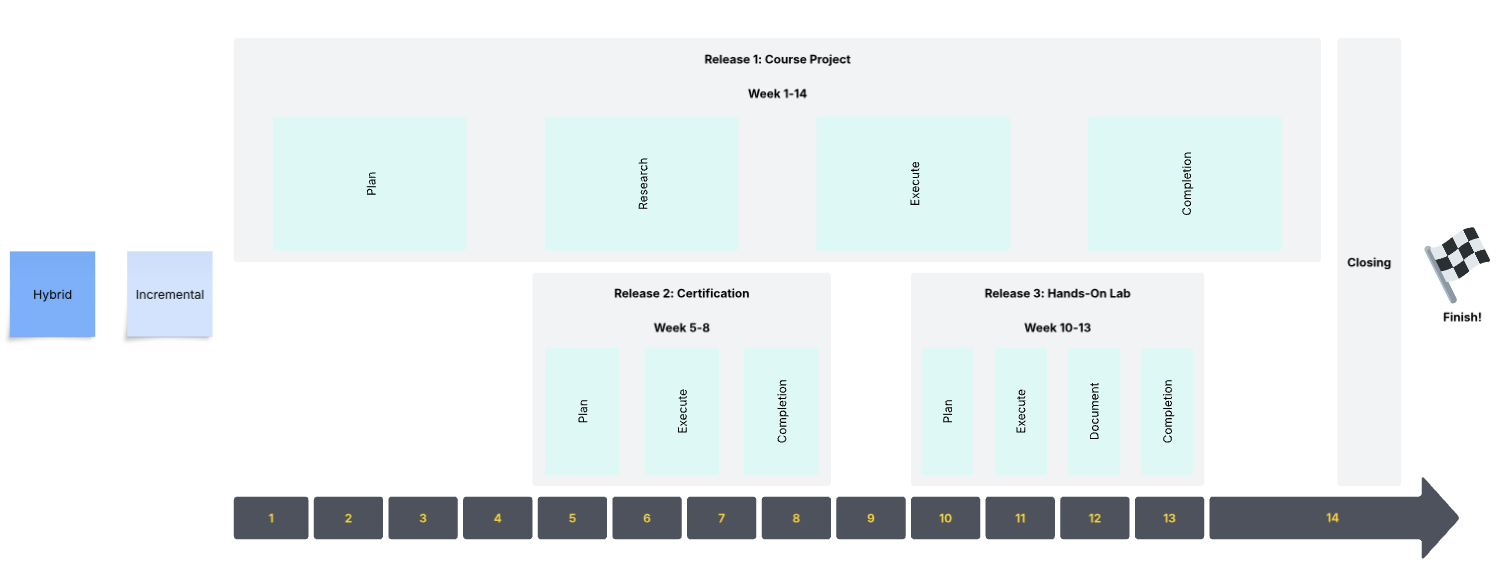 Release 1: Course Project
Week 1-14
Plan
Research
Execute
Completion
Hybrid
Incremental
Closing
Finish!
Release 2: Certification
Week 5-8
Plan
Execute
Completion
Release 3: Hands-On Lab
Week 10-13
Plan
Execute
Document
Completion
1
2
3
4
5
6
7
8
9
10
11
12
13
14